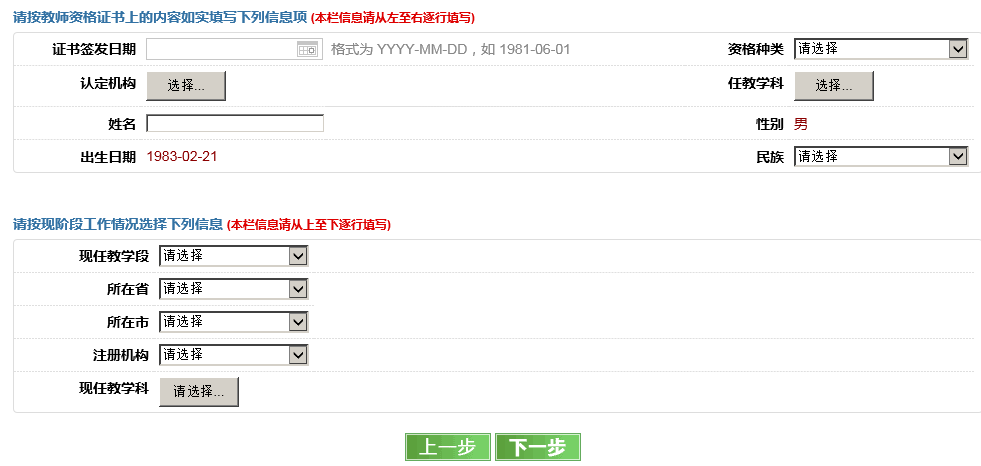 请按教师资格证书上的内容如实填写下列信息项 (本栏信息请从左至右逐行填写)
证书签发日期 格式为 YYYY-MM-DD，如 1981-06-01 资格种类 请选择
认定机构 选择... 任教学科 选择...
姓名 性别 男
出生日期 1983-02-21 民族 请选择
请按现阶段工作情况选择下列信息 (本栏信息请从上至下逐行填写)
现任教学段 请选择
所在省 请选择
所在市 请选择
注册机构 请选择
现任教学科 请选择...
上一步 下一步